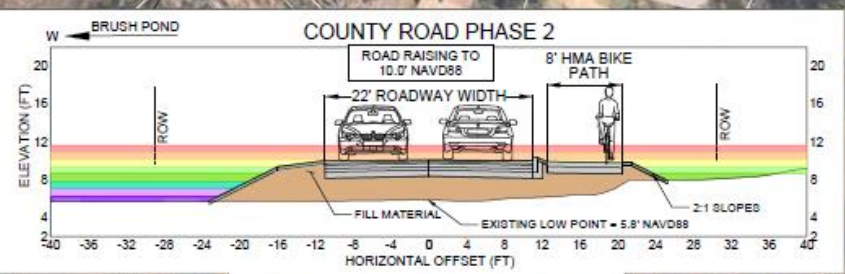 COUNTY ROAD PHASE 2
W BRUSH POND
ROAD RAISING TO
10.0' NAVD88
8' HMA BIKE
PATH
22' ROADWAY WIDTH
ROW
ROW
ELEVATION (FT)
20
16
12
8
4
2
20
16
12
8
4
2
FILL MATERIAL
EXISTING LOW POINT = 5.8' NAVD88
2:1 SLOPES
-40 -36 -32 -28 -24 -20 -16 -12 -8 -4 0 4 8 12 16 20 24 28 32 36 40
HORIZONTAL OFFSET (FT)